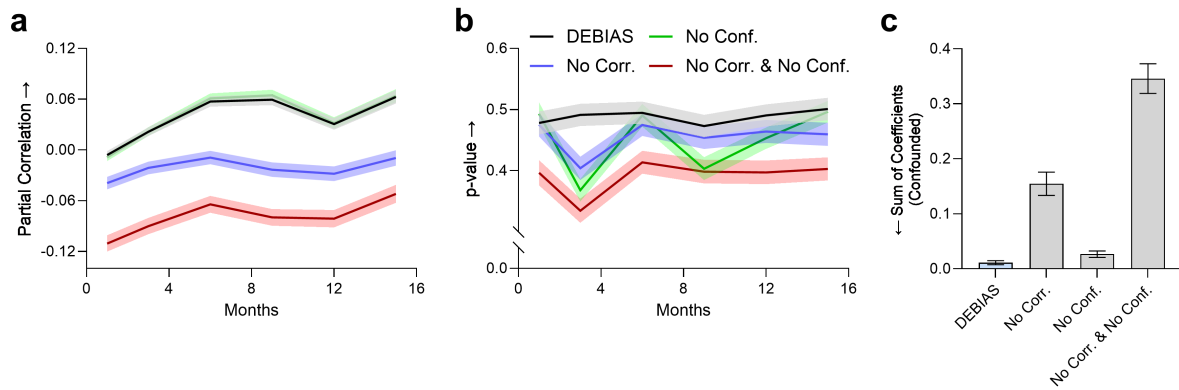 a
0.12
0.06
0.00
-0.06
-0.12
Partial Correlation →
0
4
8
12
16
Months
b
DEBIAS
No Conf.
No Corr.
No Corr. & No Conf.
0.6
0.5
0.4
0.0
p-value →
0
4
8
12
16
Months
c
0.4
0.3
0.2
0.1
0.0
← Sum of Coefficients
(Confounded)
DEBIAS
No Corr.
No Conf.
No Corr. & No Conf.